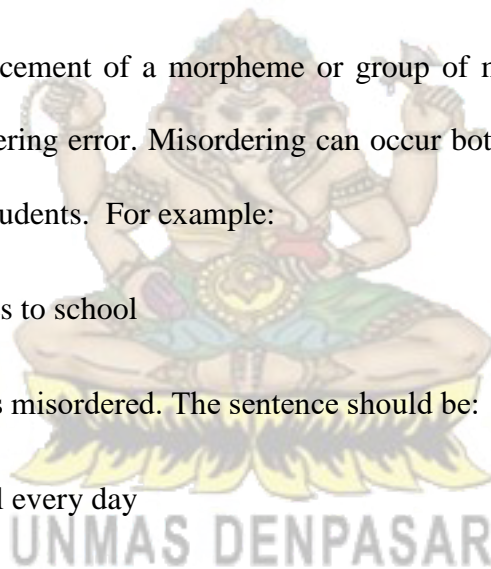 cement of a morpheme or group of
ering error. Misordering can occur bot
udents. For example:
s to school
s misordered. The sentence should be:
l every day
UNMAS DENPASAR